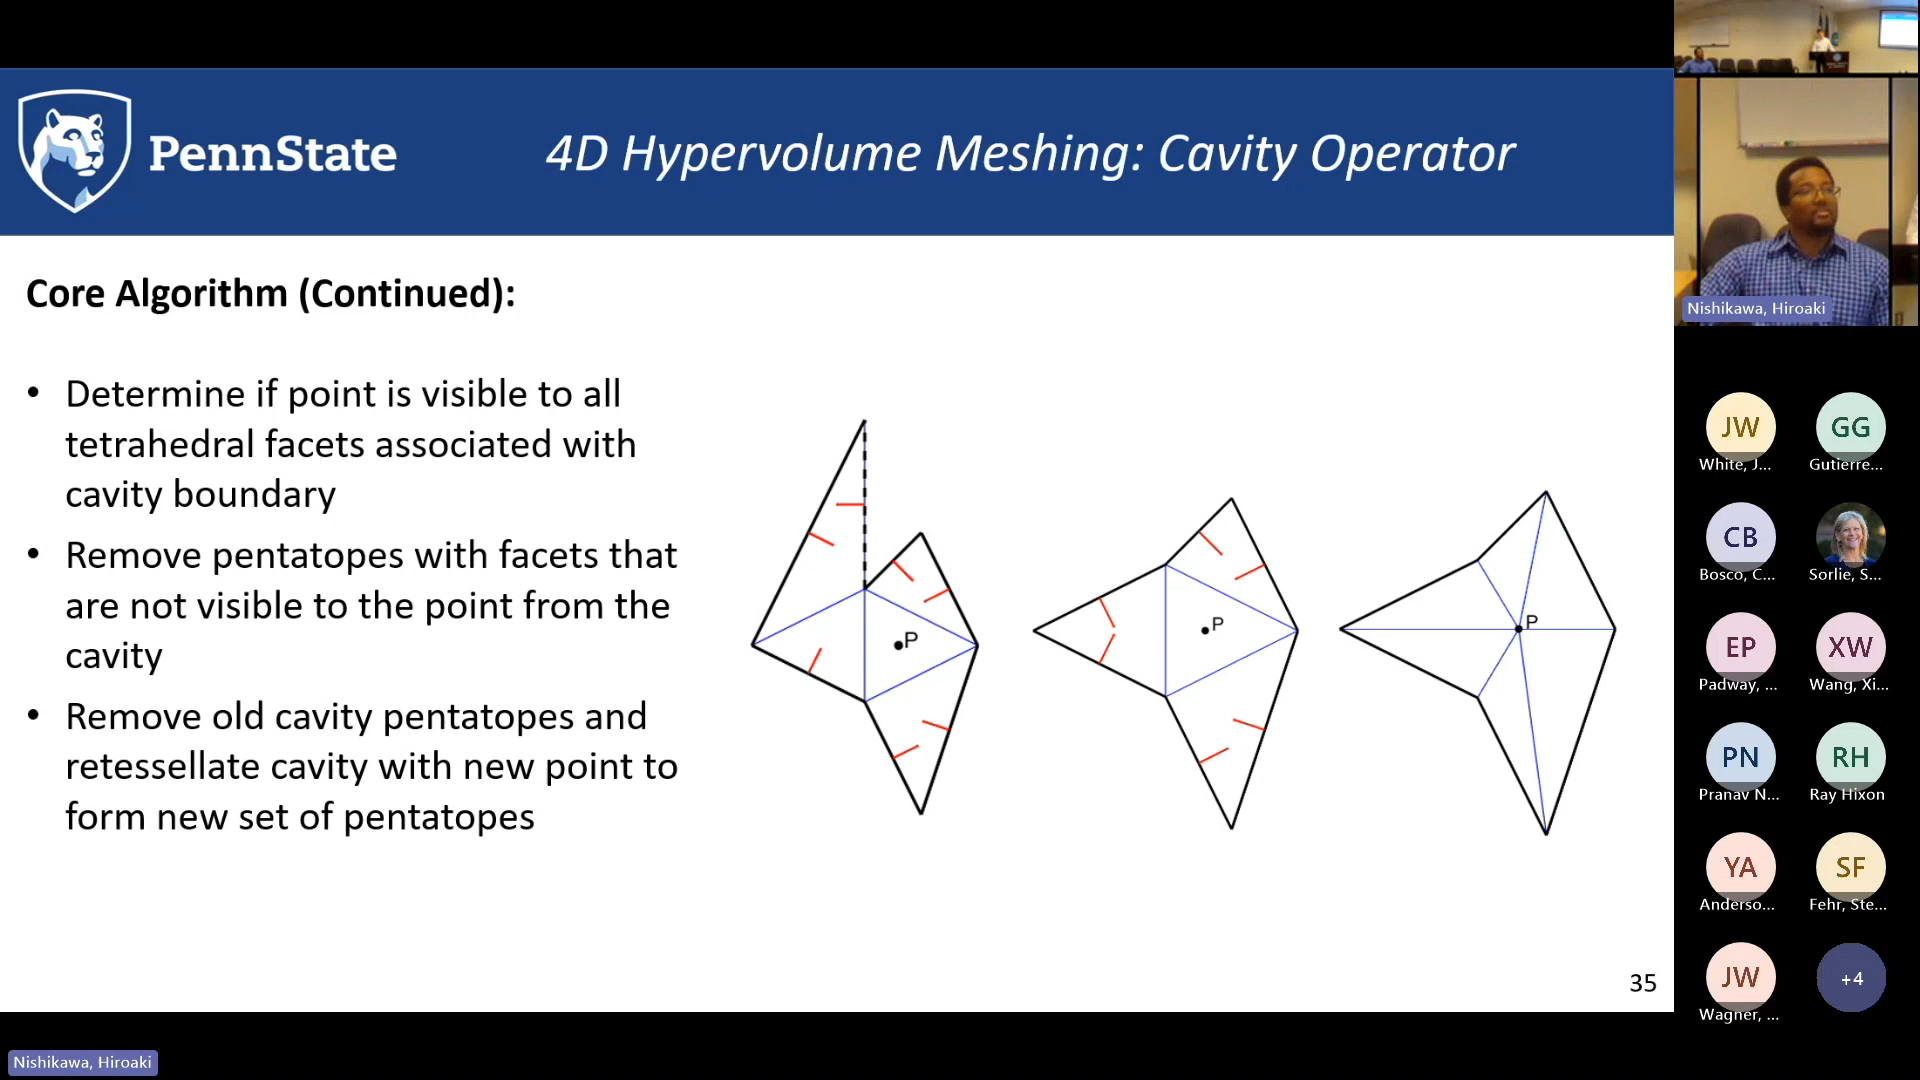 PennState
4D Hypervolume Meshing: Cavity Operator
Core Algorithm (Continued):
• Determine if point is visible to all
tetrahedral facets associated with
cavity boundary
• Remove pentatopes with facets that
are not visible to the point from the
cavity
• Remove old cavity pentatopes and
retessellate cavity with new point to
form new set of pentatopes
P
P
P
35
Nishikawa, Hiroaki
Nishikawa, Hiroaki
JW
GG
White, J...
Gutierre...
CB
Bosco, C...
Sorlie, S...
EP
XW
Padway, ...
Wang, Xi...
PN
RH
Pranav N...
Ray Hixon
YA
SF
Anderso...
Fehr, Ste...
JW
+4
Wagner, ...